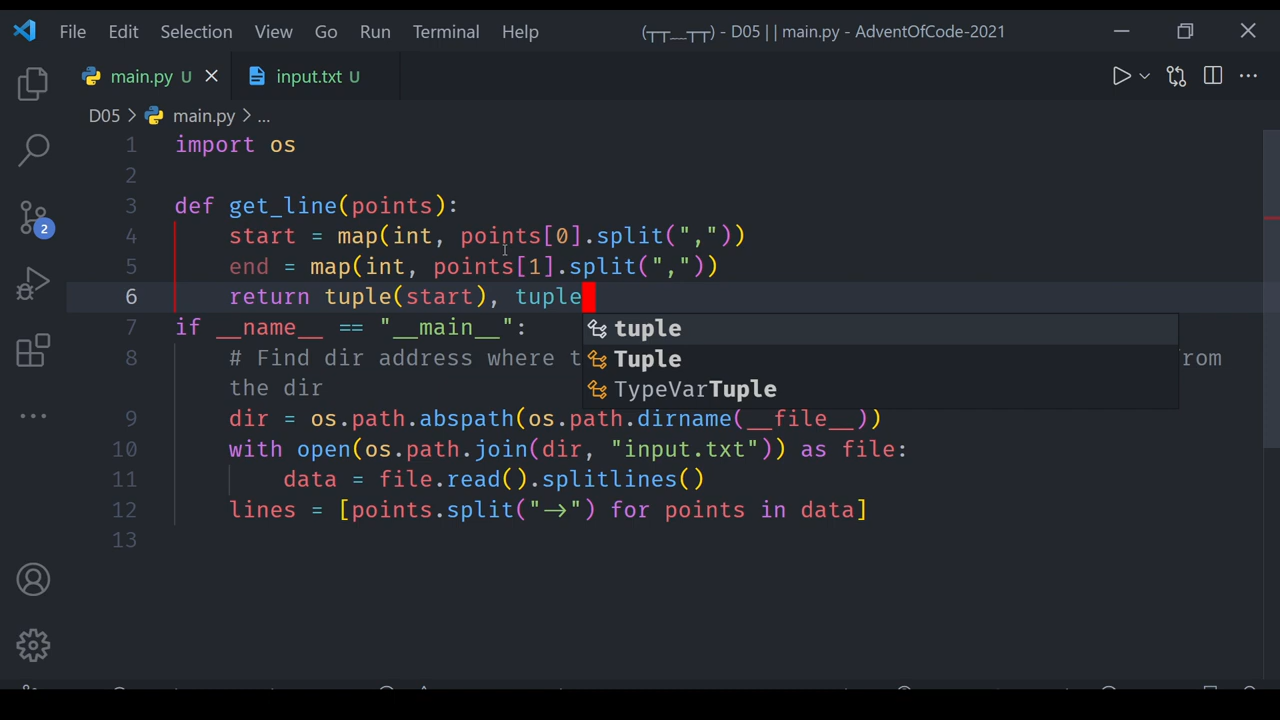 File Edit Selection View Go Run Terminal Help (┬┬﹏┬┬) - D05 | | main.py - AdventOfCode-2021
main.py U input.txt U
D05 > main.py > ...
1 import os
2
3 def get_line(points):
4 start = map(int, points[0].split(","))
5 end = map(int, points[1].split(","))
6 return tuple(start), tuple
tuple
Tuple
TypeVarTuple
7 if __name__ == "__main__":
8 # Find dir address where t rom
the dir
9 dir = os.path.abspath(os.path.dirname(__file__))
10 with open(os.path.join(dir, "input.txt")) as file:
11 data = file.read().splitlines()
12 lines = [points.split("->") for points in data]
13
2